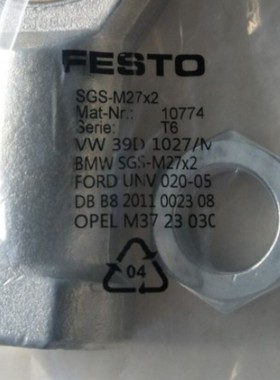 FESTO
SGS-M27x2
Mat-Nr.: 10774
Serie: T6
VW 39D 1027/M
BMW SGS-M27x2
FORD UNV 020-05
DB B8 2011 0023 08
OPEL M37 23 030
04